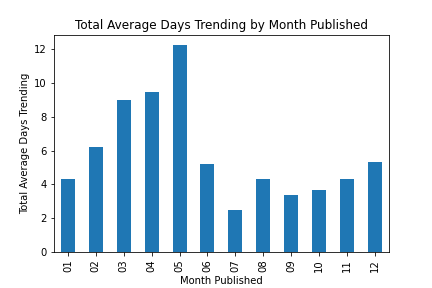 Total Average Days Trending by Month Published
Total Average Days Trending
12
10
8
6
4
2
0
01 02 03 04 05 06 07 08 09 10 11 12
Month Published